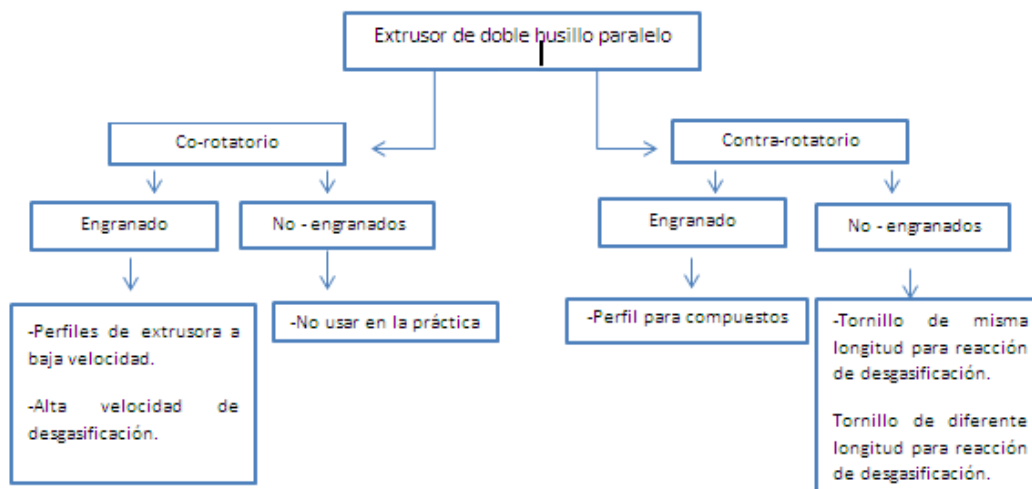 Extrusor de doble husillo paralelo
Co-rotatorio
Contra-rotatorio
Engranado
No - engranados
Engranado
No - engranados
-Perfiles de extrusora a
baja velocidad.
-Alta velocidad de
desgasificación.
-No usar en la práctica
-Perfil para compuestos
-Tornillo de misma
longitud para reacción
de desgasificación.
Tornillo de diferente
longitud para reacción
de desgasificación.